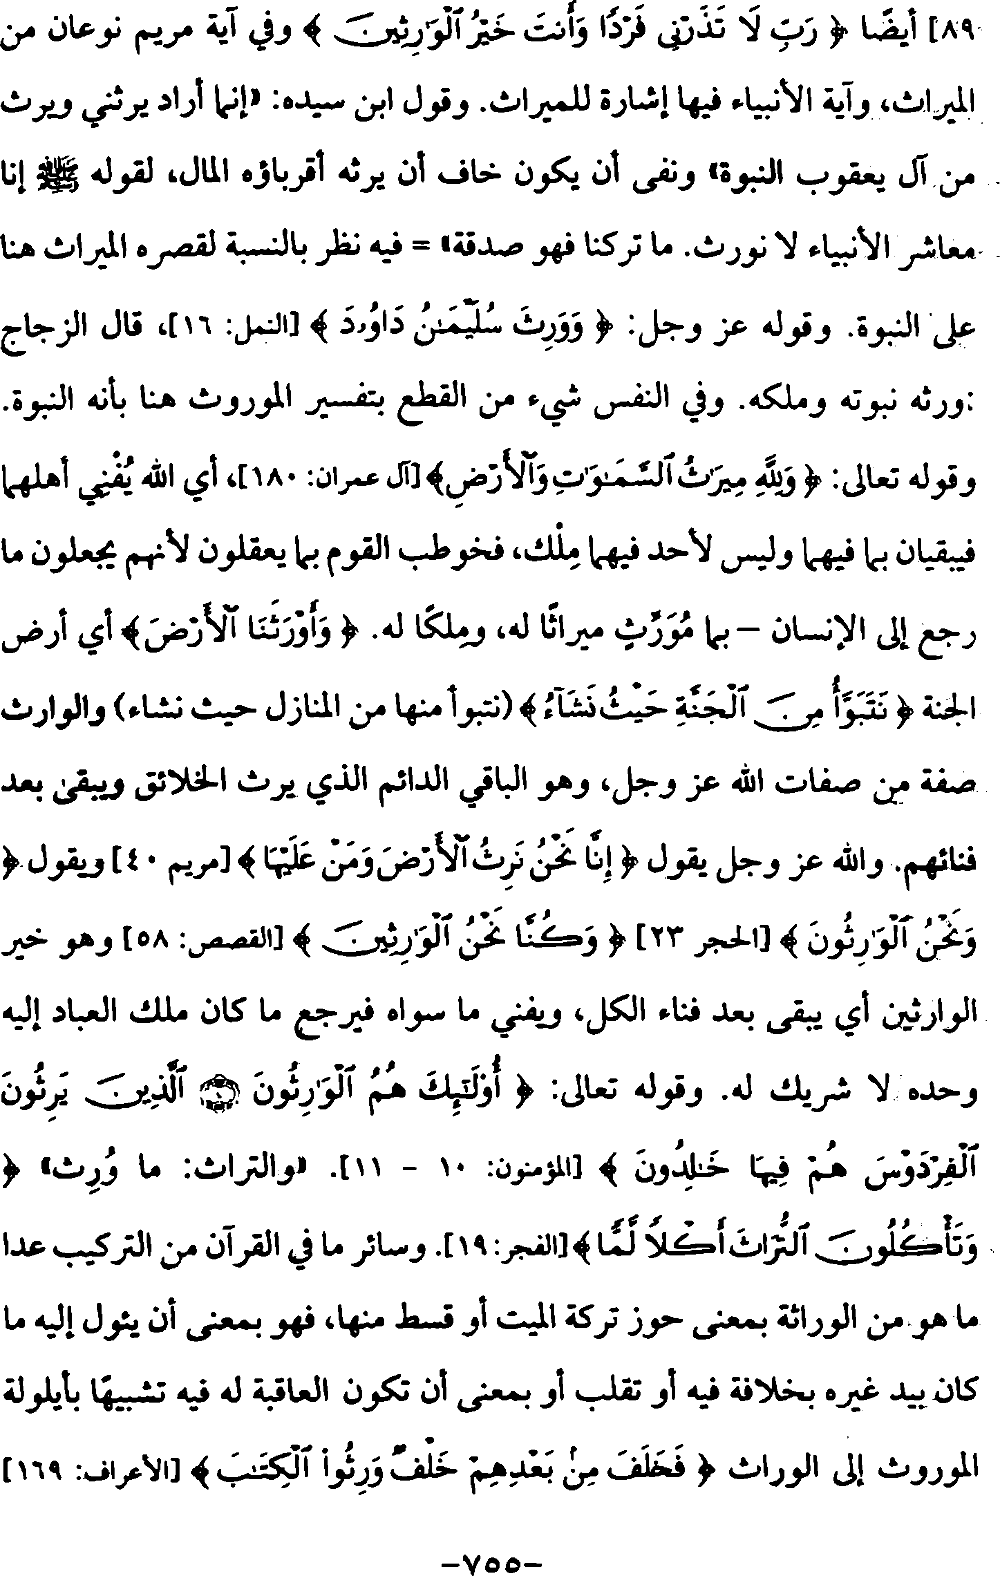 ٨٩] أيضًا ﴿ رَبِّ لَا تَذَرْنِى فَرْدًا وَأَنتَ خَيْرُ ٱلْوَٰرِثِينَ ﴾ وفي آية مريم نوعان من
الميراث، وآية الأنبياء فيها إشارة للميراث. وقول ابن سيده: «إنما أراد يرثني ويرث
من آل يعقوب النبوة» ونفى أن يكون خاف أن يرثه أقرباؤه المال، لقوله ﷺ إنا
معاشر الأنبياء لا نورث. ما تركنا فهو صدقة» = فيه نظر بالنسبة لقصره الميراث هنا
على النبوة. وقوله عز وجل: ﴿ وَوَرِثَ سُلَيْمَٰنُ دَاوُۥدَ ﴾ [النمل: ١٦]، قال الزجاج
:ورثه نبوته وملكه. وفي النفس شيء من القطع بتفسير الموروث هنا بأنه النبوة.
وقوله تعالى: ﴿ وَلِلَّهِ مِيرَٰثُ ٱلسَّمَٰوَٰتِ وَٱلْأَرْضِ﴾ [آل عمران: ١٨٠]، أي الله يُفْنِي أهلهما
فيبقيان بما فيهما وليس لأحد فيهما مِلْك، فخوطب القوم بما يعقلون لأنهم يجعلون ما
رجع إلى الإنسان – بما مُوَرَّثٍ ميراثًا له، ومِلكًا له. ﴿ وَأَوْرَثَنَا ٱلْأَرْضَ﴾ أي أرض
الجنة ﴿ نَتَبَوَّأُ مِنَ ٱلْجَنَّةِ حَيْثُ نَشَآءُ ﴾ (نتبوأ منها من المنازل حيث نشاء) والوارث
صفة من صفات الله عز وجل، وهو الباقي الدائم الذي يرث الخلائق ويبقى بعد
فنائهم. والله عز وجل يقول ﴿ إِنَّا نَحْنُ نَرِثُ ٱلْأَرْضَ وَمَنْ عَلَيْهَا ﴾ [مريم ٤٠] ويقول ﴿
وَنَحْنُ ٱلْوَٰرِثُونَ ﴾ [الحجر ٢٣] ﴿ وَكُنَّا نَحْنُ ٱلْوَٰرِثِينَ ﴾ [القصص: ٥٨] وهو خير
الوارثين أي يبقى بعد فناء الكل، ويفني ما سواه فيرجع ما كان ملك العباد إليه
وحده لا شريك له. وقوله تعالى: ﴿ أُوْلَٰٓئِكَ هُمُ ٱلْوَٰرِثُونَ ۝١٠ ٱلَّذِينَ يَرِثُونَ
ٱلْفِرْدَوْسَ هُمْ فِيهَا خَٰلِدُونَ ﴾ [المؤمنون: ١٠ - ١١]. «والتراث: ما وُرِث» ﴿
وَتَأْكُلُونَ ٱلتُّرَاثَ أَكْلًا لَّمًّا ﴾ [الفجر: ١٩]. وسائر ما في القرآن من التركيب عدا
ما هو من الوراثة بمعنى حوز تركة الميت أو قسط منها، فهو بمعنى أن يئول إليه ما
كان بيد غيره بخلافة فيه أو تقلب أو بمعنى أن تكون العاقبة له فيه تشبيهًا بأيلولة
الموروث إلى الوراث ﴿ فَخَلَفَ مِنۢ بَعْدِهِمْ خَلْفٌ وَرِثُوا۟ ٱلْكِتَٰبَ ﴾ [الأعراف: ١٦٩]
–٧٥٥–